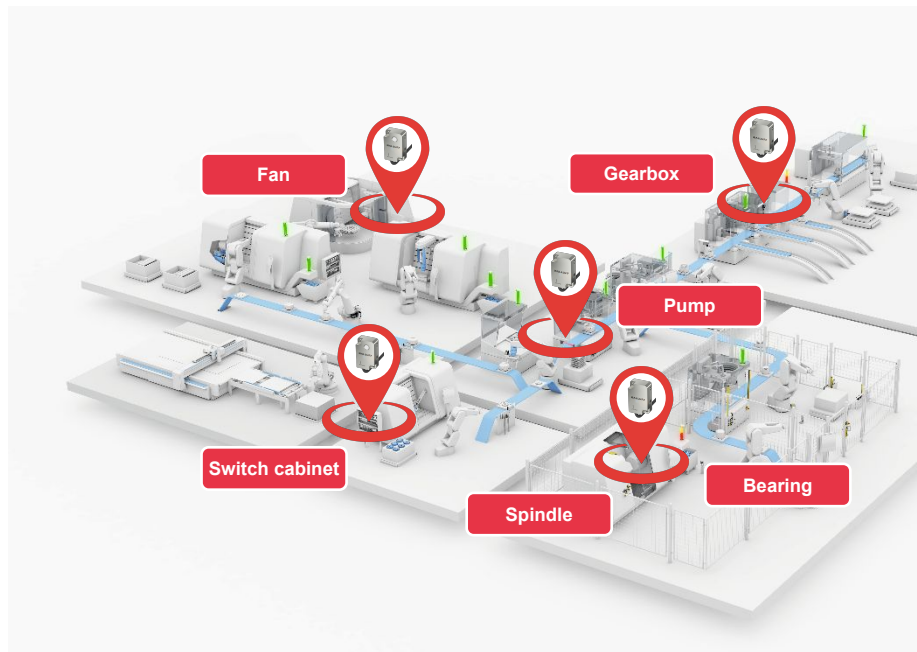 Fan
Gearbox
Pump
Switch cabinet
Bearing
Spindle